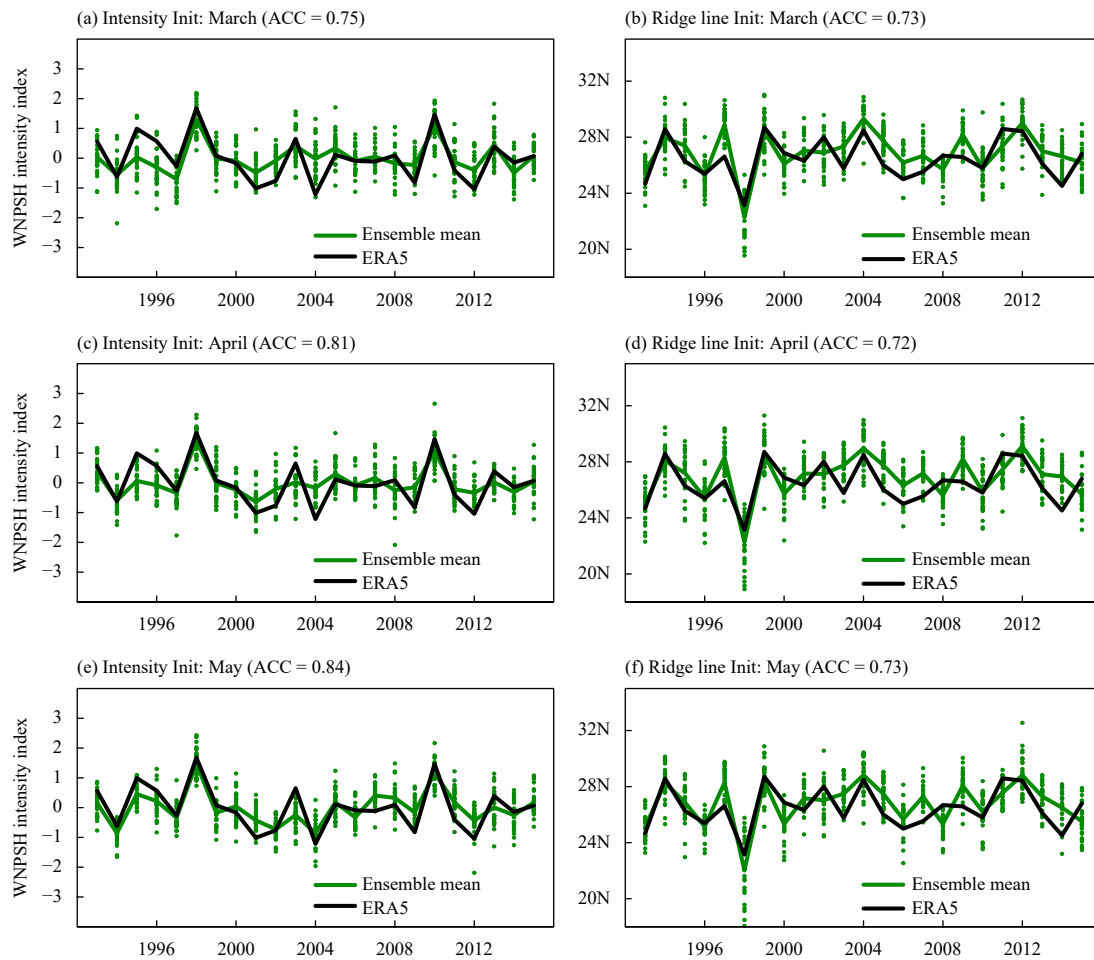 (a) Intensity Init: March (ACC = 0.75)
WNPSH intensity index
3
2
1
0
−1
−2
−3
Ensemble mean
ERA5
1996 2000 2004 2008 2012
(b) Ridge line Init: March (ACC = 0.73)
32N
28N
24N
20N
Ensemble mean
ERA5
1996 2000 2004 2008 2012
(c) Intensity Init: April (ACC = 0.81)
WNPSH intensity index
3
2
1
0
−1
−2
−3
Ensemble mean
ERA5
1996 2000 2004 2008 2012
(d) Ridge line Init: April (ACC = 0.72)
32N
28N
24N
20N
Ensemble mean
ERA5
1996 2000 2004 2008 2012
(e) Intensity Init: May (ACC = 0.84)
WNPSH intensity index
3
2
1
0
−1
−2
−3
Ensemble mean
ERA5
1996 2000 2004 2008 2012
(f) Ridge line Init: May (ACC = 0.73)
32N
28N
24N
20N
Ensemble mean
ERA5
1996 2000 2004 2008 2012